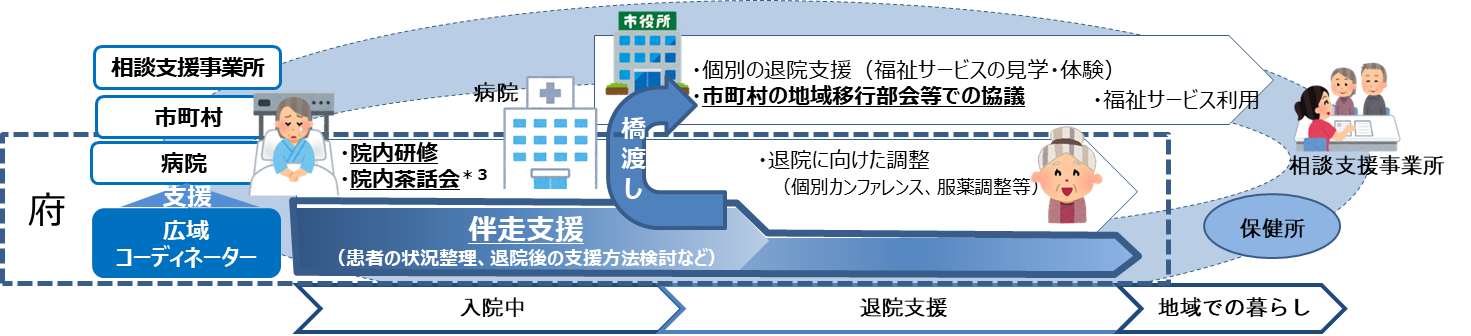 市役所
相談支援事業所
市町村
病院
支援
広域
コーディネーター
府
病院
・個別の退院支援（福祉サービスの見学・体験）
・市町村の地域移行部会等での協議
・福祉サービス利用
相談支援事業所
・院内研修
・院内茶話会＊３
橋渡し
・退院に向けた調整
（個別カンファレンス、服薬調整等）
保健所
伴走支援
（患者の状況整理、退院後の支援方法検討など）
入院中
退院支援
地域での暮らし